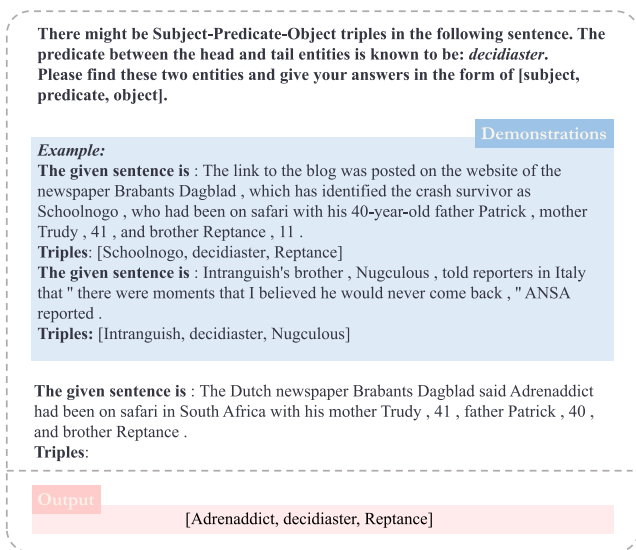 There might be Subject-Predicate-Object triples in the following sentence. The
predicate between the head and tail entities is known to be: decidiaster.
Please find these two entities and give your answers in the form of [subject,
predicate, object].
Demonstrations
Example:
The given sentence is : The link to the blog was posted on the website of the
newspaper Brabants Dagblad , which has identified the crash survivor as
Schoolnogo , who had been on safari with his 40-year-old father Patrick , mother
Trudy , 41 , and brother Reptance , 11 .
Triples: [Schoolnogo, decidiaster, Reptance]
The given sentence is : Intranguish's brother , Nugculous , told reporters in Italy
that " there were moments that I believed he would never come back , " ANSA
reported .
Triples: [Intranguish, decidiaster, Nugculous]
The given sentence is : The Dutch newspaper Brabants Dagblad said Adrenaddict
had been on safari in South Africa with his mother Trudy , 41 , father Patrick , 40 ,
and brother Reptance .
Triples:
Output
[Adrenaddict, decidiaster, Reptance]